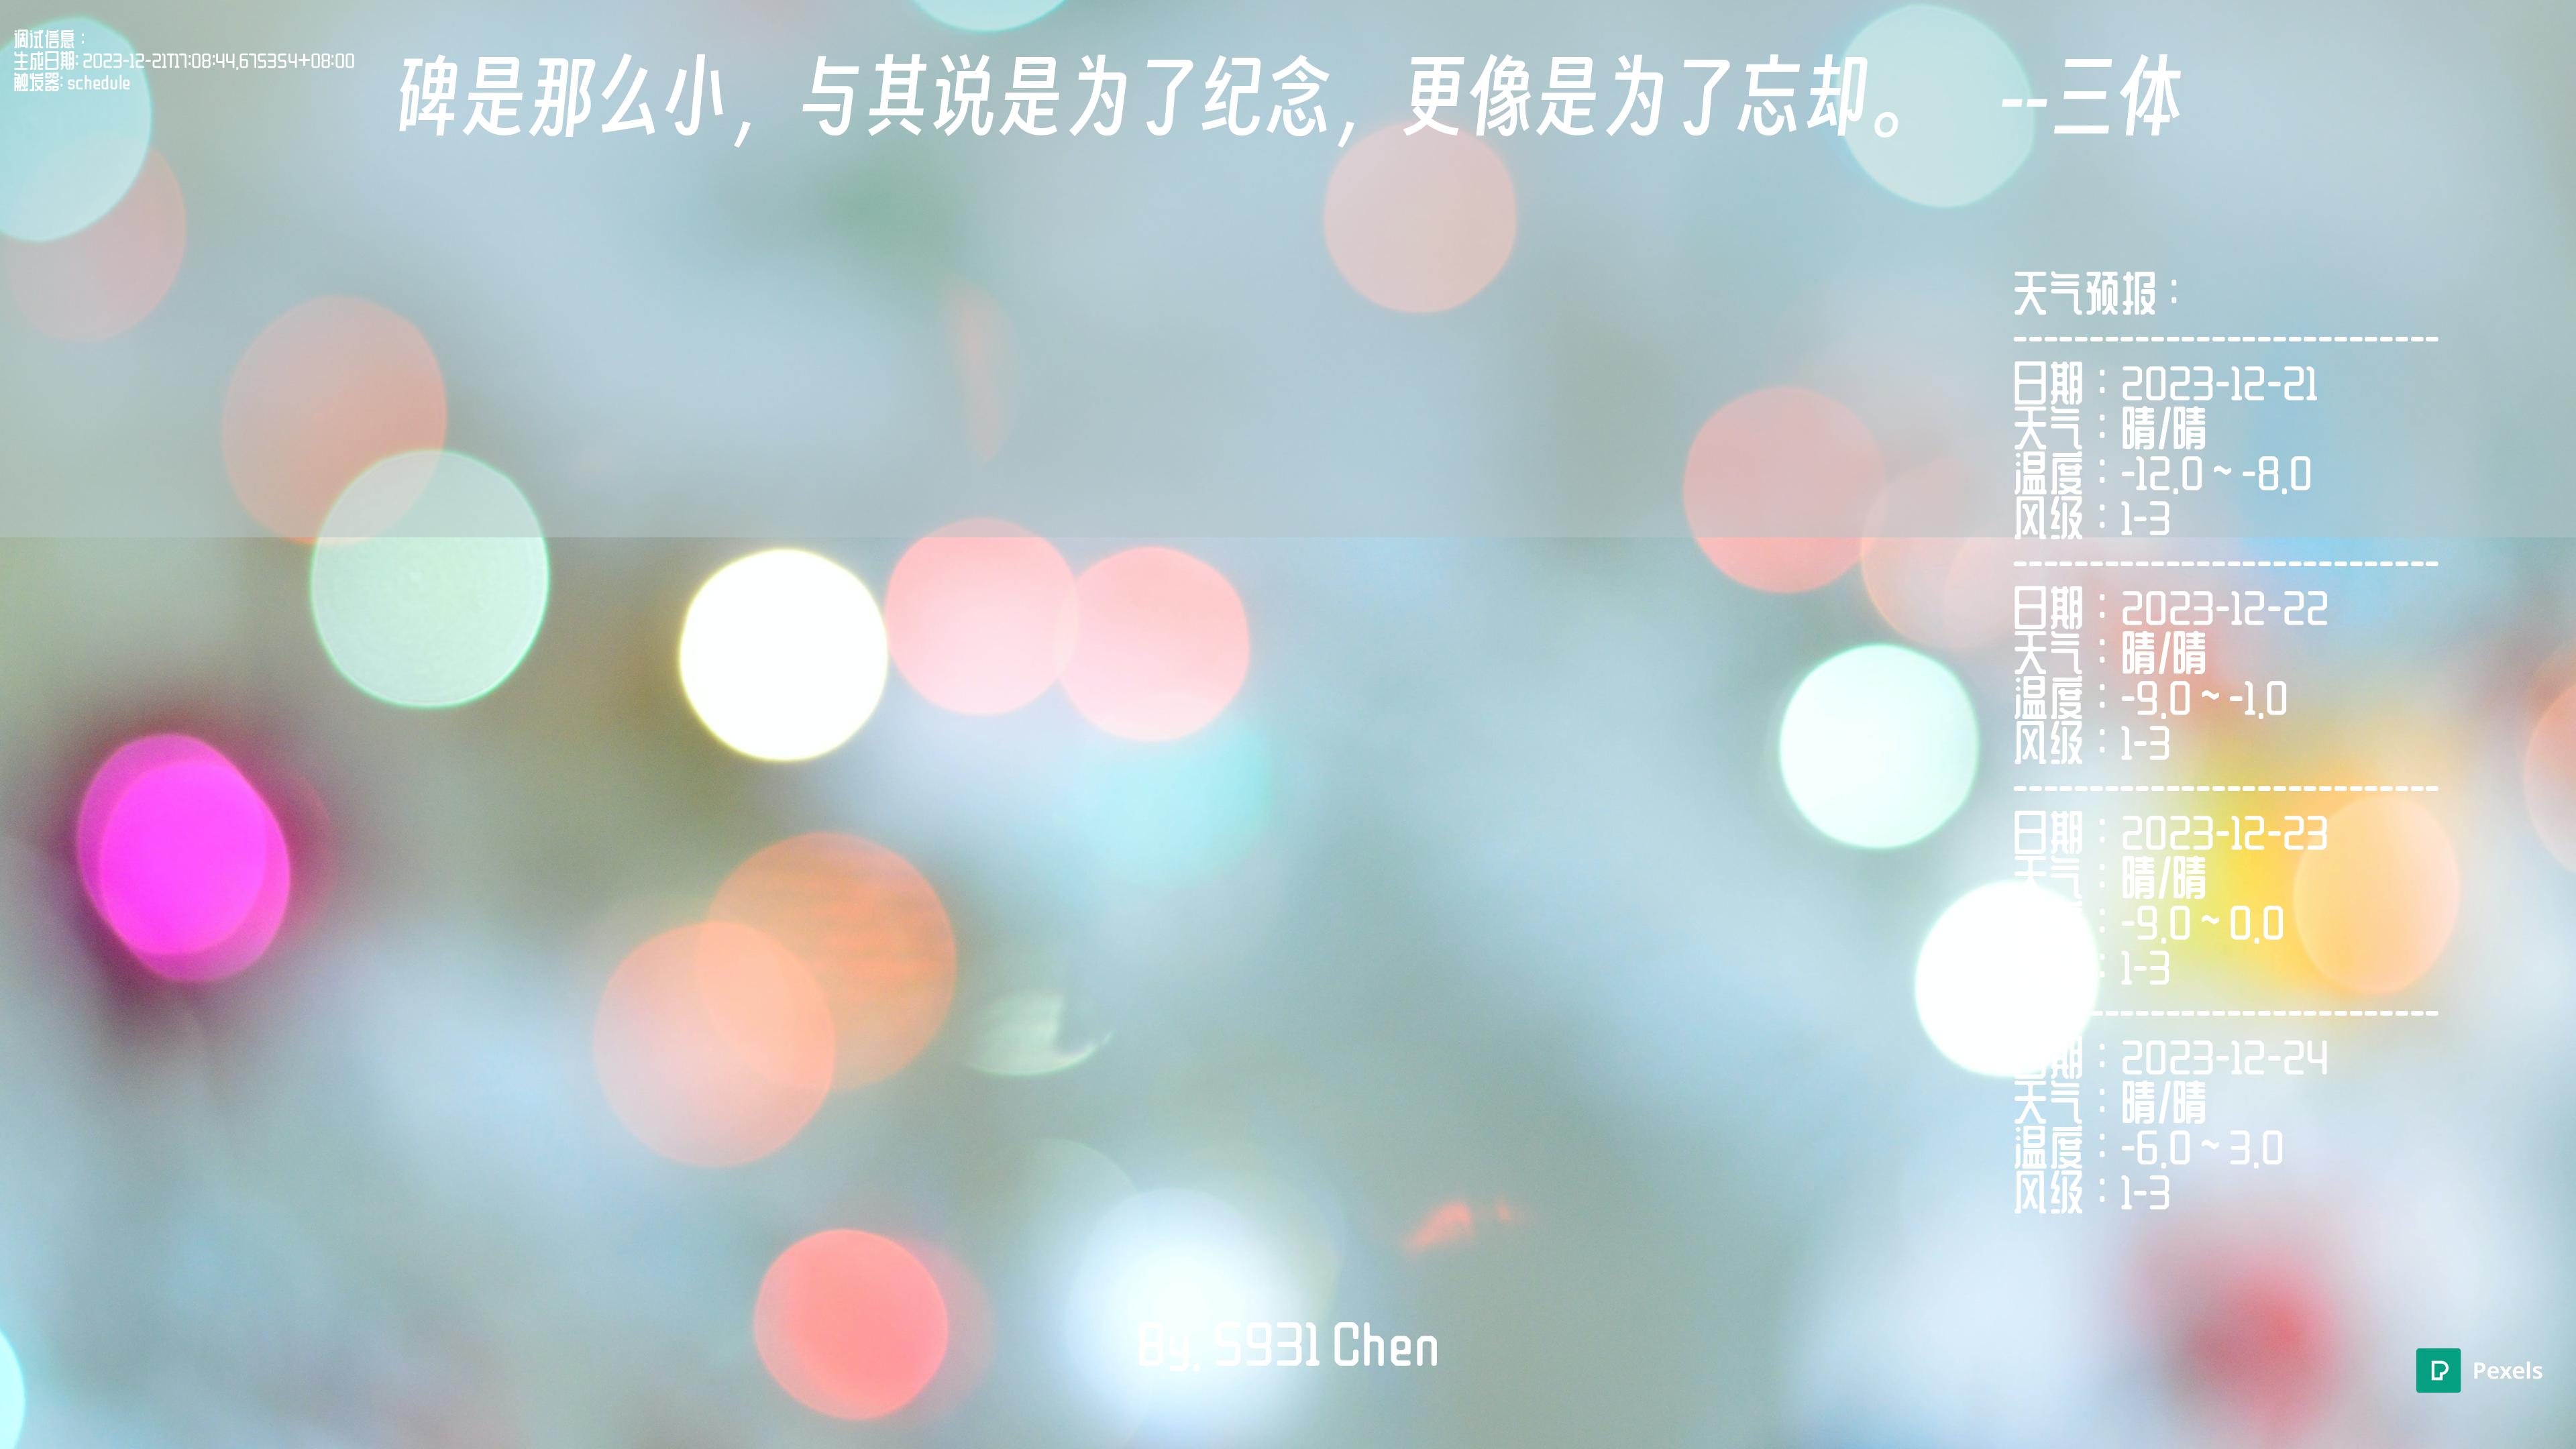 调试信息：
生成日期: 2023-12-21T17:08:44.675354+08:00
触发器: schedule
碑是那么小，与其说是为了纪念，更像是为了忘却。 --三体
天气预报：
----------------------------
日期：2023-12-21
天气：晴/晴
温度：-12.0 ~ -8.0
风级：1-3
----------------------------
日期：2023-12-22
天气：晴/晴
温度：-9.0 ~ -1.0
风级：1-3
----------------------------
日期：2023-12-23
天气：晴/晴
：-9.0 ~ 0.0
：1-3
----------------------------
期：2023-12-24
天气：晴/晴
温度：-6.0 ~ 3.0
风级：1-3
By. S931 Chen
Pexels